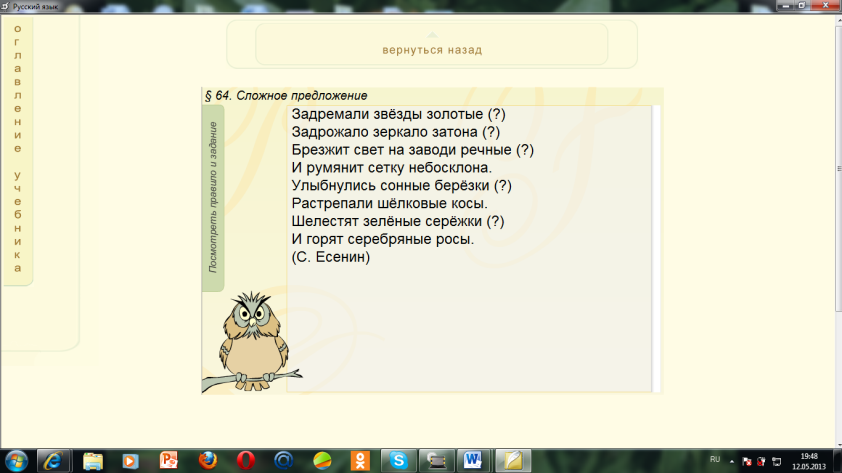 Русский язык
оглавление учебника
вернуться назад
§ 64. Сложное предложение
Посмотреть правило и задание
Задремали звёзды золотые (?)
Задрожало зеркало затона (?)
Брезжит свет на заводи речные (?)
И румянит сетку небосклона.
Улыбнулись сонные берёзки (?)
Растрепали шёлковые косы.
Шелестят зелёные серёжки (?)
И горят серебряные росы.
(С. Есенин)
RU
19:48
12.05.2013